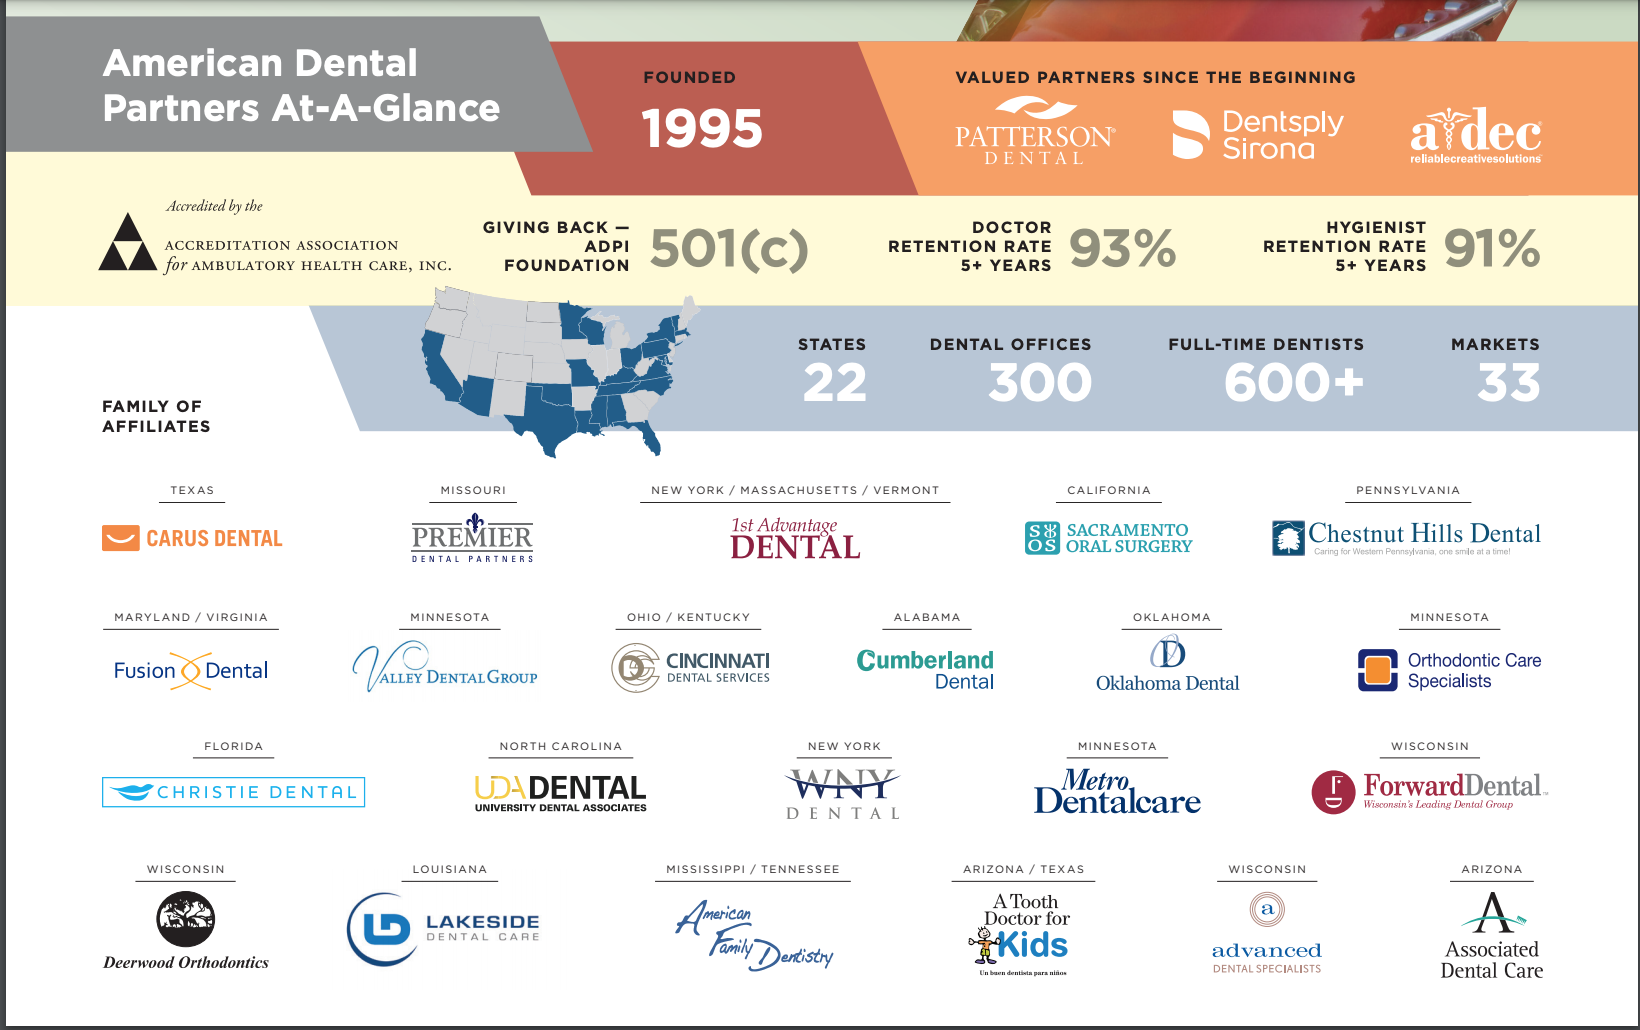 American Dental
Partners At-A-Glance
FOUNDED
1995
VALUED PARTNERS SINCE THE BEGINNING
PATTERSON®
DENTAL
Dentsply
Sirona
a dec®
reliablecreativesolutions
Accredited by the
ACCREDITATION ASSOCIATION
for AMBULATORY HEALTH CARE, INC.
GIVING BACK —
ADPI
FOUNDATION
501(c)
DOCTOR
RETENTION RATE
5+ YEARS
93%
HYGIENIST
RETENTION RATE
5+ YEARS
91%
STATES
22
DENTAL OFFICES
300
FULL-TIME DENTISTS
600+
MARKETS
33
FAMILY OF
AFFILIATES
TEXAS
CARUS DENTAL
MISSOURI
PREMIER
DENTAL PARTNERS
NEW YORK / MASSACHUSETTS / VERMONT
1st Advantage
DENTAL
CALIFORNIA
SOS
SACRAMENTO
ORAL SURGERY
PENNSYLVANIA
Chestnut Hills Dental
Caring for Western Pennsylvania, one smile at a time!
MARYLAND / VIRGINIA
Fusion Dental
MINNESOTA
VALLEY DENTAL GROUP
OHIO / KENTUCKY
CINCINNATI
DENTAL SERVICES
ALABAMA
Cumberland
Dental
OKLAHOMA
OD
Oklahoma Dental
MINNESOTA
Orthodontic Care
Specialists
FLORIDA
CHRISTIE DENTAL
NORTH CAROLINA
UDA DENTAL
UNIVERSITY DENTAL ASSOCIATES
NEW YORK
WNY
DENTAL
MINNESOTA
Metro
Dentalcare
WISCONSIN
ForwardDental™
Wisconsin's Leading Dental Group
WISCONSIN
Deerwood Orthodontics
LOUISIANA
LD
LAKESIDE
DENTAL CARE
MISSISSIPPI / TENNESSEE
American
Family Dentistry
ARIZONA / TEXAS
A Tooth
Doctor for
Kids
Un buen dentista para niños
WISCONSIN
a
advanced
DENTAL SPECIALISTS
ARIZONA
A
Associated
Dental Care